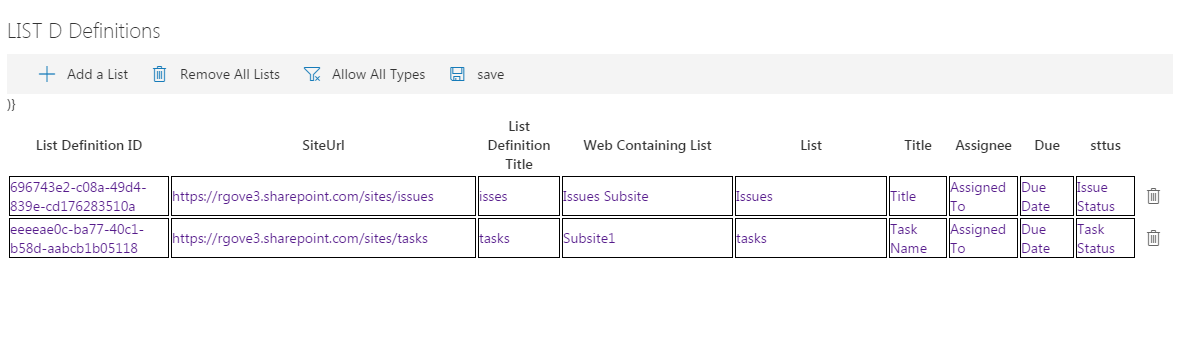 LIST D Definitions
Add a List Remove All Lists Allow All Types save
)}
List Definition ID SiteUrl List Definition Title Web Containing List List Title Assignee Due sttus
696743e2-c08a-49d4-839e-cd176283510a https://rgove3.sharepoint.com/sites/issues isses Issues Subsite Issues Title Assigned To Due Date Issue Status
eeeeae0c-ba77-40c1-b58d-aabcb1b05118 https://rgove3.sharepoint.com/sites/tasks tasks Subsite1 tasks Task Name Assigned To Due Date Task Status